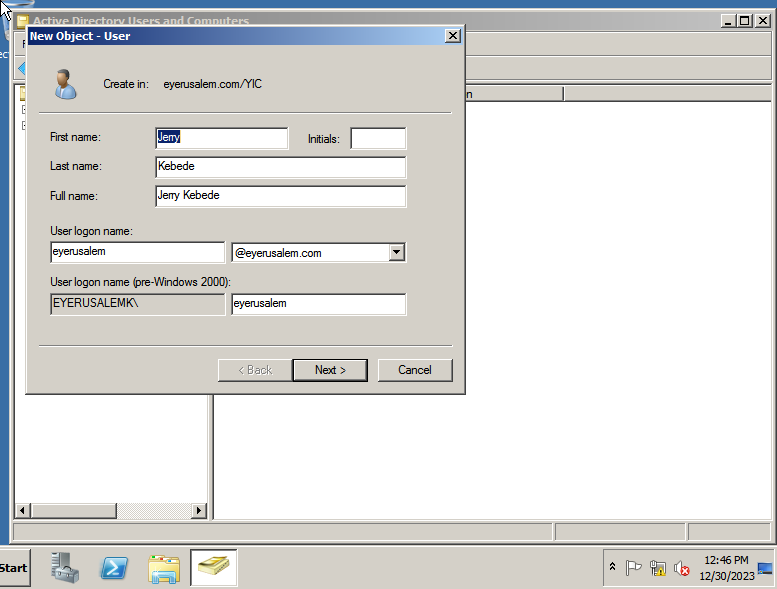 Active Directory Users and Computers
New Object - User
Create in: eyerusalem.com/YIC
First name: Jerry Initials:
Last name: Kebede
Full name: Jerry Kebede
User logon name:
eyerusalem @eyerusalem.com
User logon name (pre-Windows 2000):
EYERUSALEMK\ eyerusalem
< Back Next > Cancel
Start
12:46 PM
12/30/2023